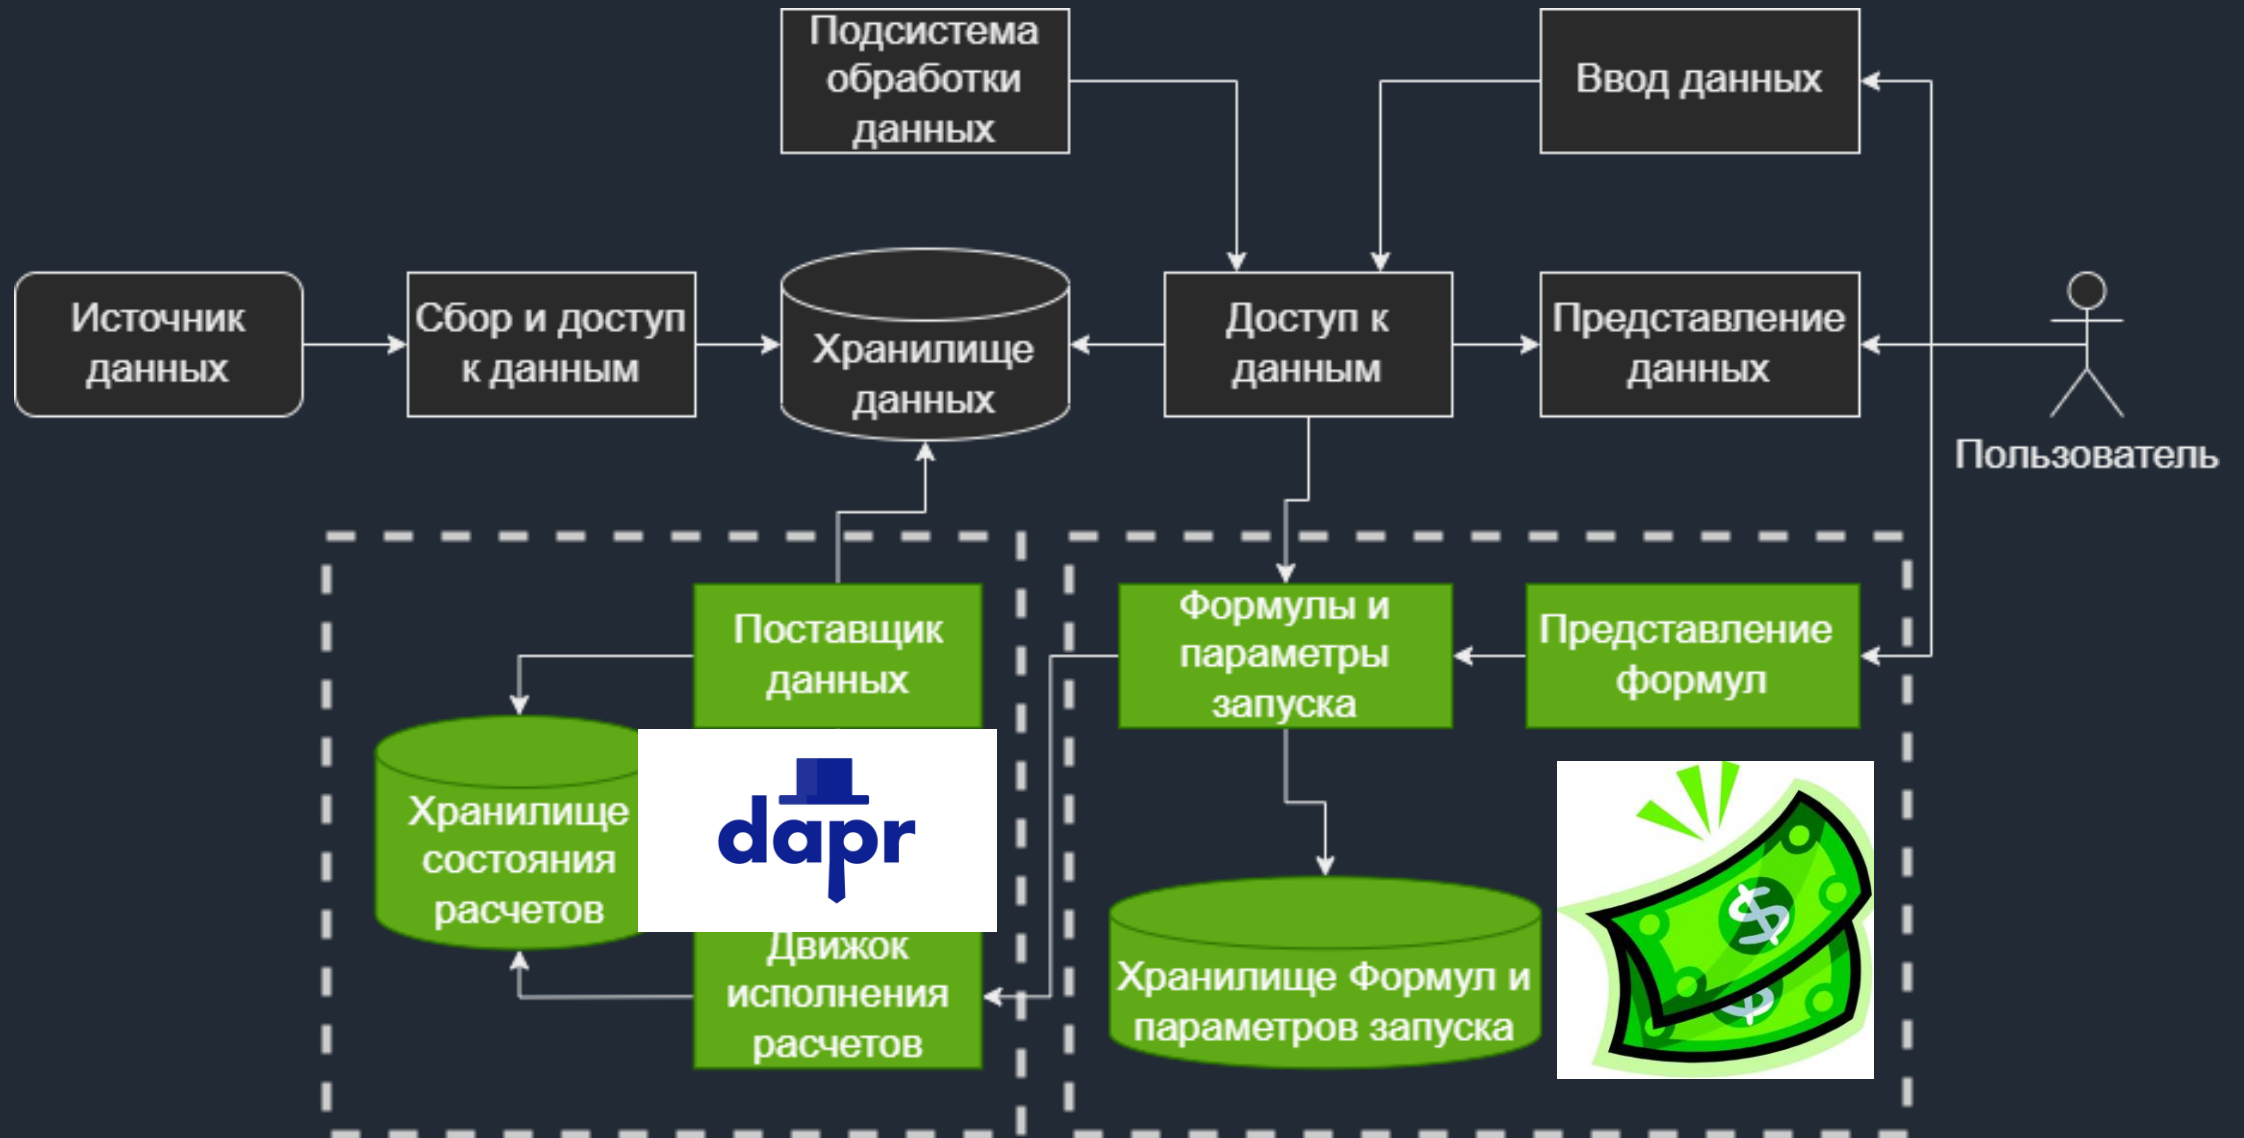 Подсистема
обработки
данных
Ввод данных
Источник
данных
Сбор и доступ
к данным
Хранилище
данных
Доступ к
данным
Представление
данных
Пользователь
Поставщик
данных
Формулы и
параметры
запуска
Представление
формул
Хранилище
состояния
расчетов
dapr
Движок
исполнения
расчетов
Хранилище Формул и
параметров запуска
$
$